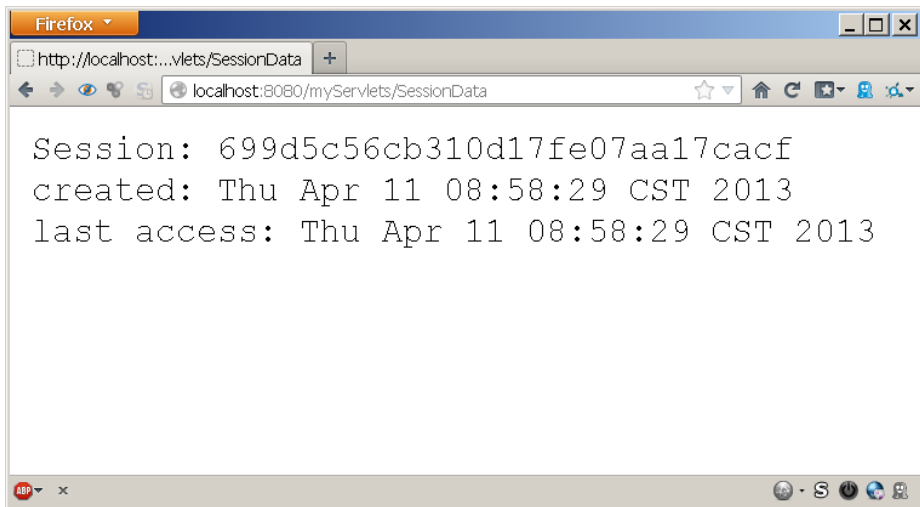 Firefox
http://localhost:...vlets/SessionData
localhost:8080/myServlets/SessionData
Session: 699d5c56cb310d17fe07aa17cacf
created: Thu Apr 11 08:58:29 CST 2013
last access: Thu Apr 11 08:58:29 CST 2013
ABP
S